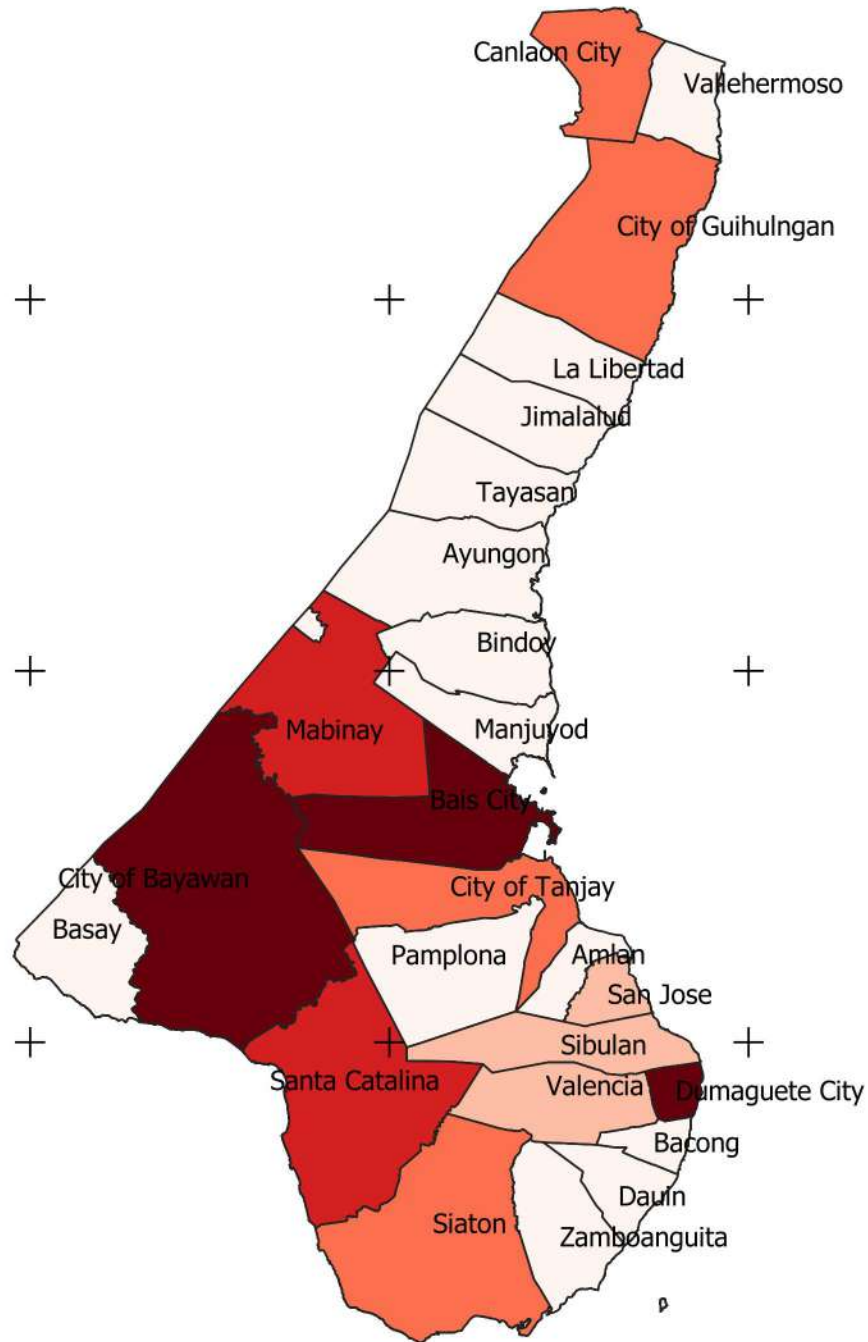 Canlaon City
Vallehermoso
City of Guihulngan
La Libertad
Jimalalud
Tayasan
Ayungon
Bindoy
Mabinay
Manjuyod
Bais City
City of Bayawan
City of Tanjay
Basay
Pamplona
Amlan
San Jose
Sibulan
Santa Catalina
Valencia
Dumaguete City
Bacong
Dauin
Siaton
Zamboanguita